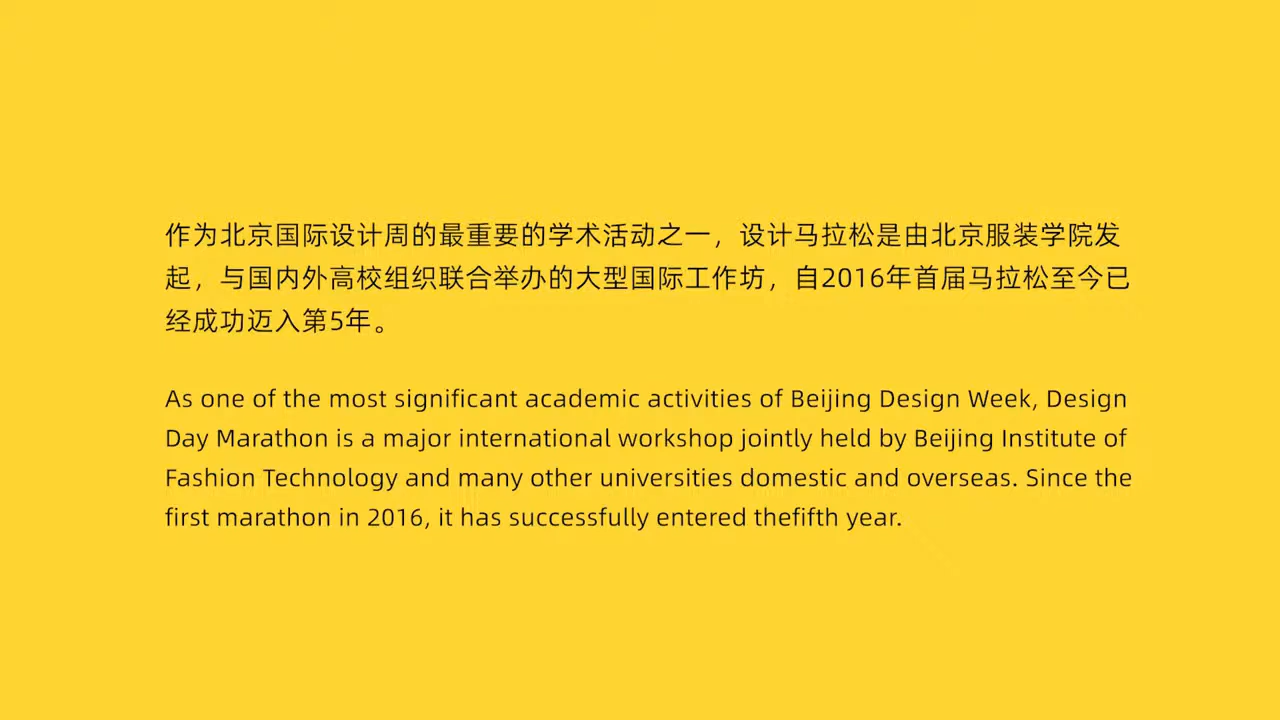 作为北京国际设计周的最重要的学术活动之一，设计马拉松是由北京服装学院发
起，与国内外高校组织联合举办的大型国际工作坊，自2016年首届马拉松至今已
经成功迈入第5年。
As one of the most significant academic activities of Beijing Design Week, Design
Day Marathon is a major international workshop jointly held by Beijing Institute of
Fashion Technology and many other universities domestic and overseas. Since the
first marathon in 2016, it has successfully entered thefifth year.